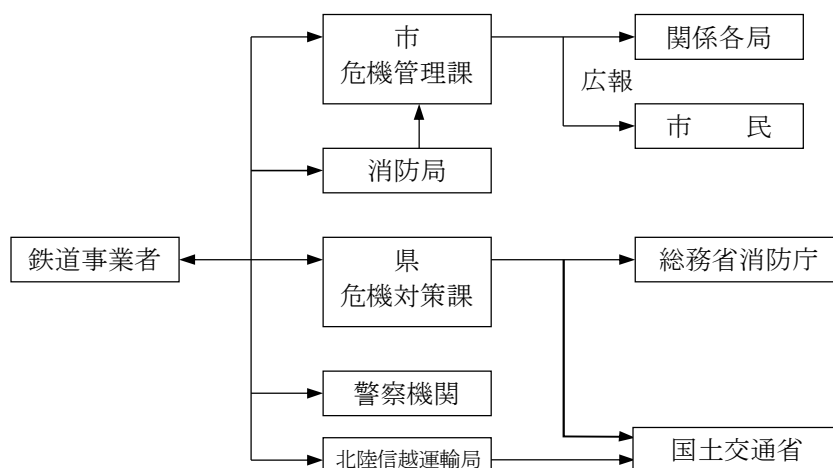 市
危機管理課
関係各局
広報
市　　民
消防局
鉄道事業者
県
危機対策課
総務省消防庁
警察機関
北陸信越運輸局
国土交通省